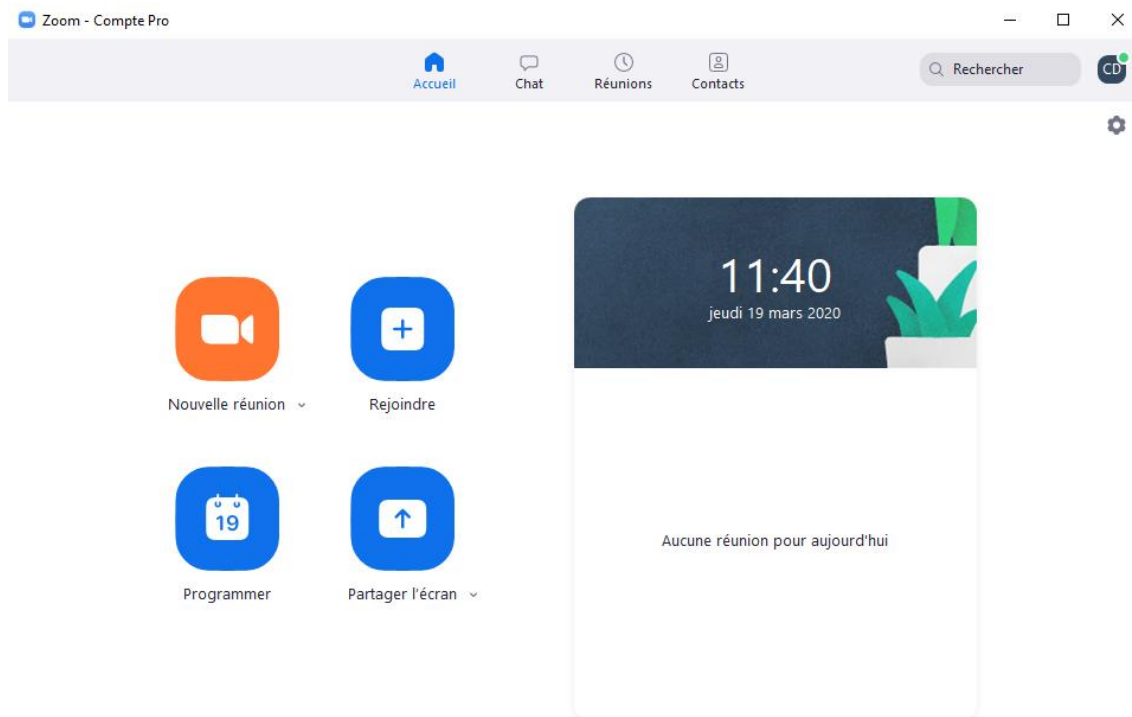 Zoom - Compte Pro
Accueil
Chat
Réunions
Contacts
Rechercher
CD
11:40
jeudi 19 mars 2020
Nouvelle réunion
Rejoindre
19
Programmer
Partager l'écran
Aucune réunion pour aujourd'hui